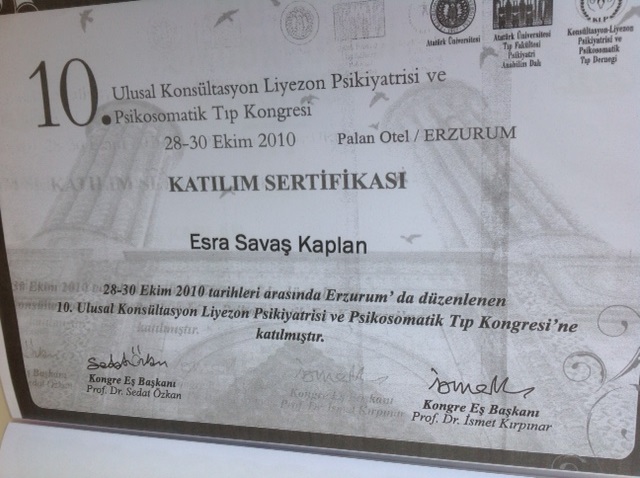 Atatürk Üniversitesi
Atatürk Üniversitesi
Tıp Fakültesi
Psikiyatri
Anabilim Dalı
Konsültasyon-Liyezon
Psikiyatrisi ve
Psikosomatik
Tıp Derneği
10. Ulusal Konsültasyon Liyezon Psikiyatrisi ve
Psikosomatik Tıp Kongresi
28-30 Ekim 2010 Palan Otel / ERZURUM
KATILIM SERTİFİKASI
Esra Savaş Kaplan
28-30 Ekim 2010 tarihleri arasında Erzurum' da düzenlenen
10. Ulusal Konsültasyon Liyezon Psikiyatrisi ve Psikosomatik Tıp Kongresi'ne
katılmıştır.
Kongre Eş Başkanı
Prof. Dr. Sedat Özkan
Kongre Eş Başkanı
Prof. Dr. İsmet Kırpınar